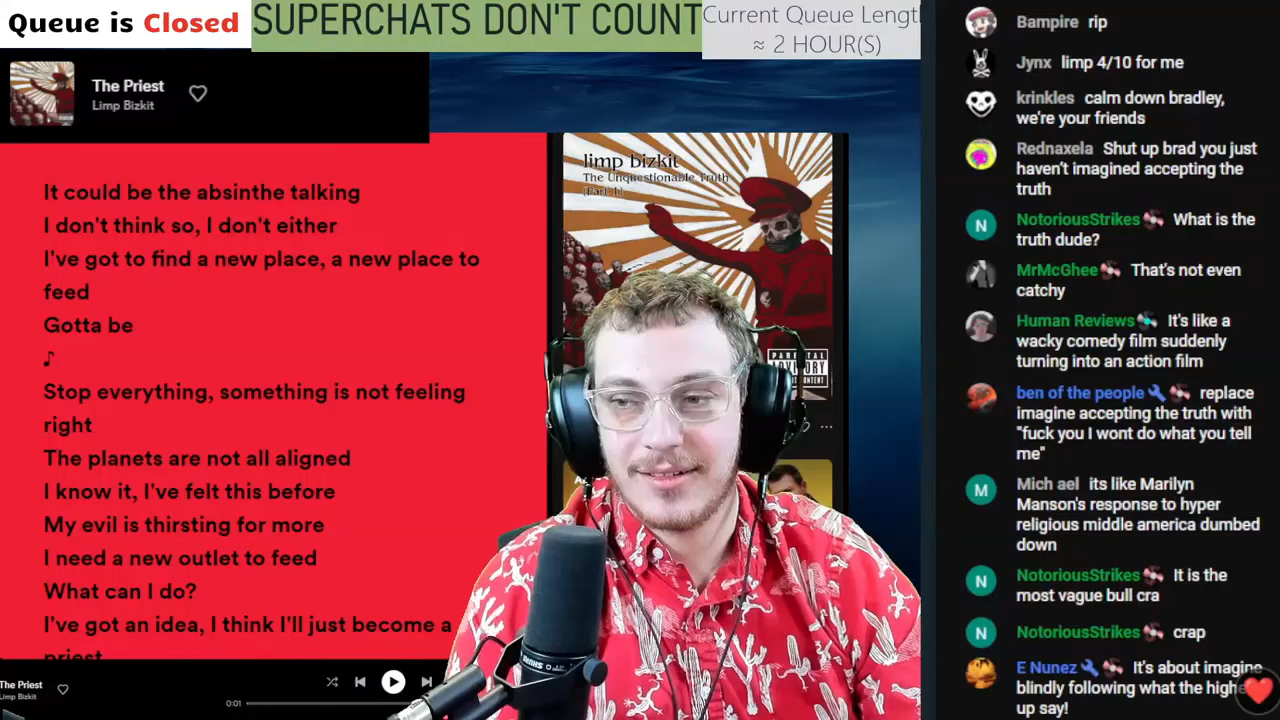 Queue is Closed
SUPERCHATS DON'T COUNT
Current Queue Lengt
≈ 2 HOUR(S)
The Priest
Limp Bizkit
It could be the absinthe talking
I don't think so, I don't either
I've got to find a new place, a new place to
feed
Gotta be
♪
Stop everything, something is not feeling
right
The planets are not all aligned
I know it, I've felt this before
My evil is thirsting for more
I need a new outlet to feed
What can I do?
I've got an idea, I think I'll just become a
priest
The Priest
Limp Bizkit
0:01
limp bizkit
The Unquestionable Truth
(Part 1)
PARENTAL
ADVISORY
SHURE
Bampire rip
Jynx limp 4/10 for me
krinkles calm down bradley,
we're your friends
Rednaxela Shut up brad you just
haven't imagined accepting the
truth
N
NotoriousStrikes What is the
truth dude?
MrMcGhee That's not even
catchy
Human Reviews It's like a
wacky comedy film suddenly
turning into an action film
ben of the people replace
imagine accepting the truth with
"fuck you I wont do what you tell
me"
M
Mich ael its like Marilyn
Manson's response to hyper
religious middle america dumbed
down
N
NotoriousStrikes It is the
most vague bull cra
N
NotoriousStrikes crap
E Nunez It's about imagine
blindly following what the high
up say!